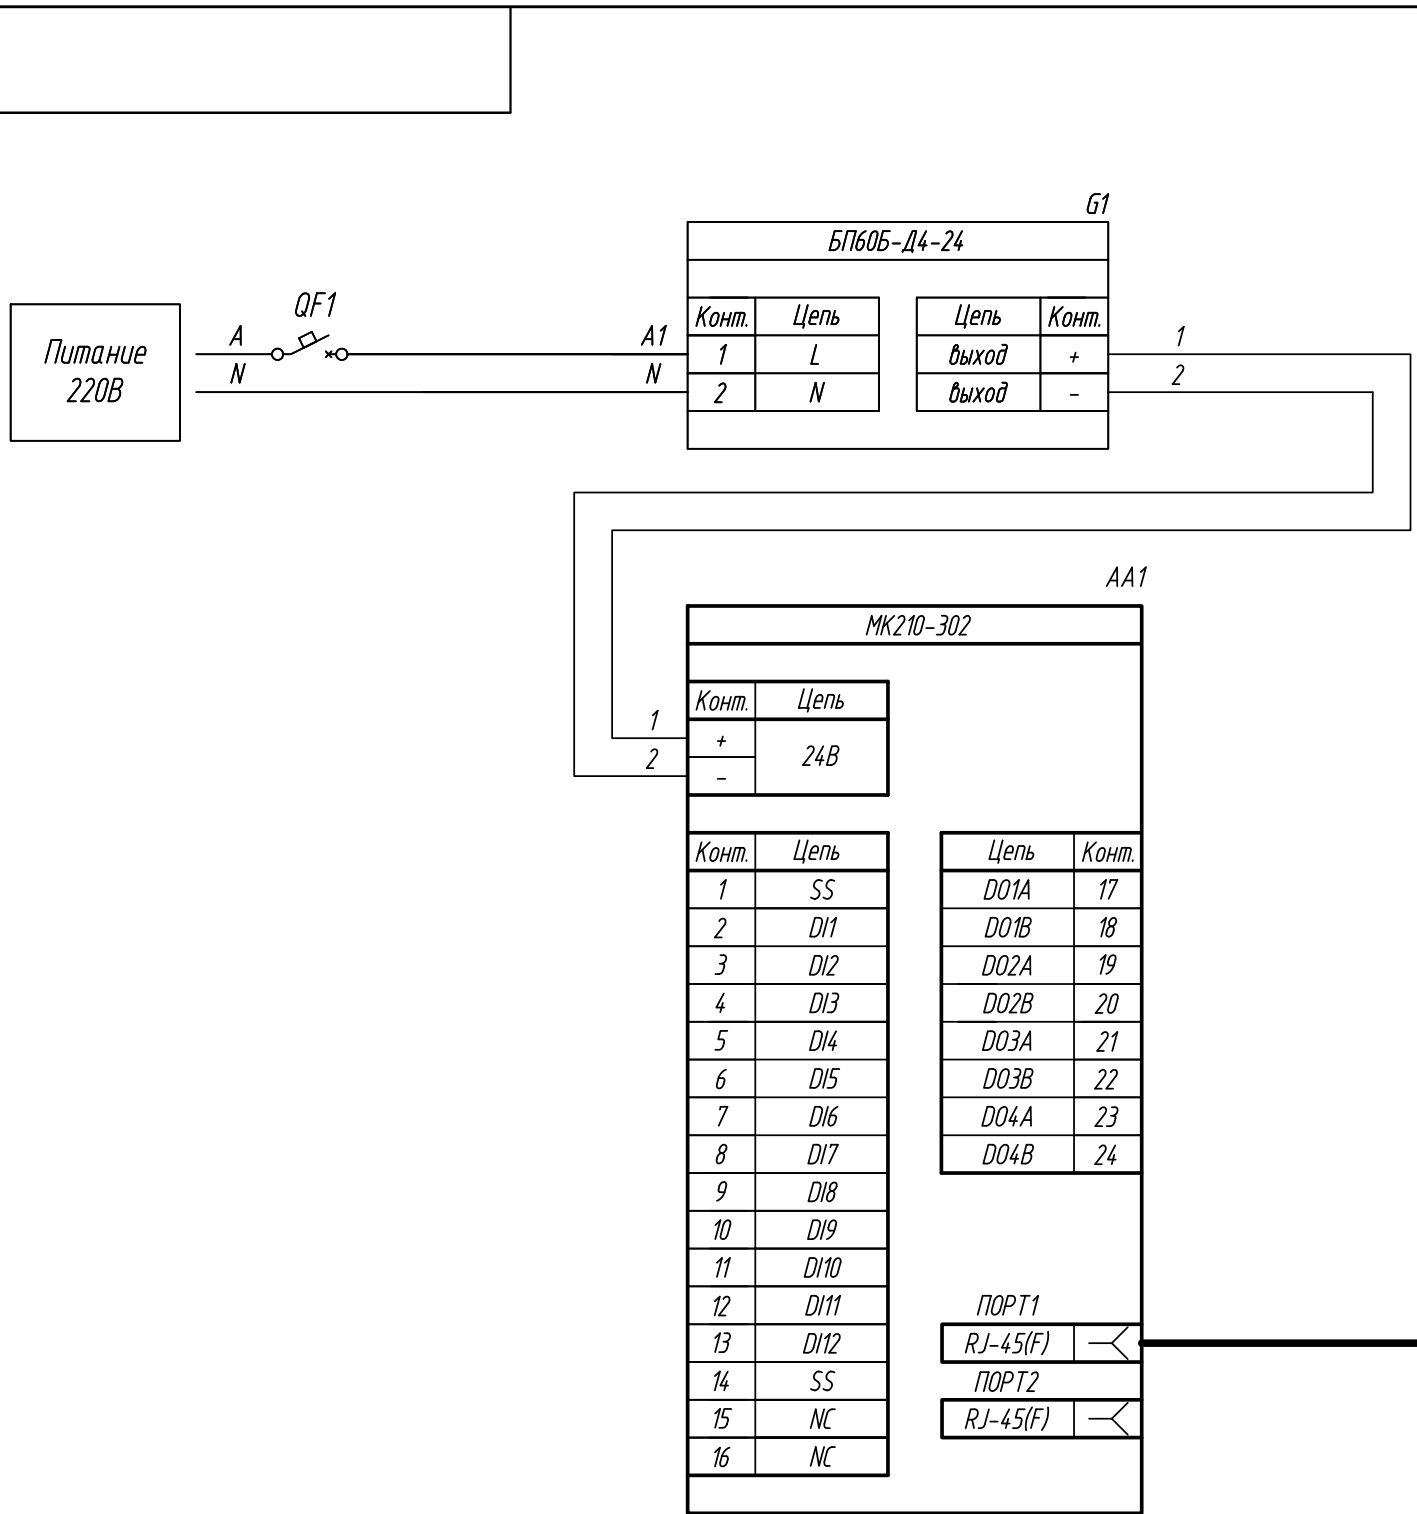 G1
БП60Б-Д4-24
QF1
Конт. Цепь Цепь Конт.
Питание
220В
A A1 1 L выход + 1
N N 2 N выход - 2
AA1
МК210-302
Конт. Цепь
1 + 24В
2 -
Конт. Цепь Цепь Конт.
1 SS DO1A 17
2 DI1 DO1B 18
3 DI2 DO2A 19
4 DI3 DO2B 20
5 DI4 DO3A 21
6 DI5 DO3B 22
7 DI6 DO4A 23
8 DI7 DO4B 24
9 DI8
10 DI9
11 DI10
12 DI11 ПОРТ1
13 DI12 RJ-45(F)
14 SS ПОРТ2
15 NC RJ-45(F)
16 NC